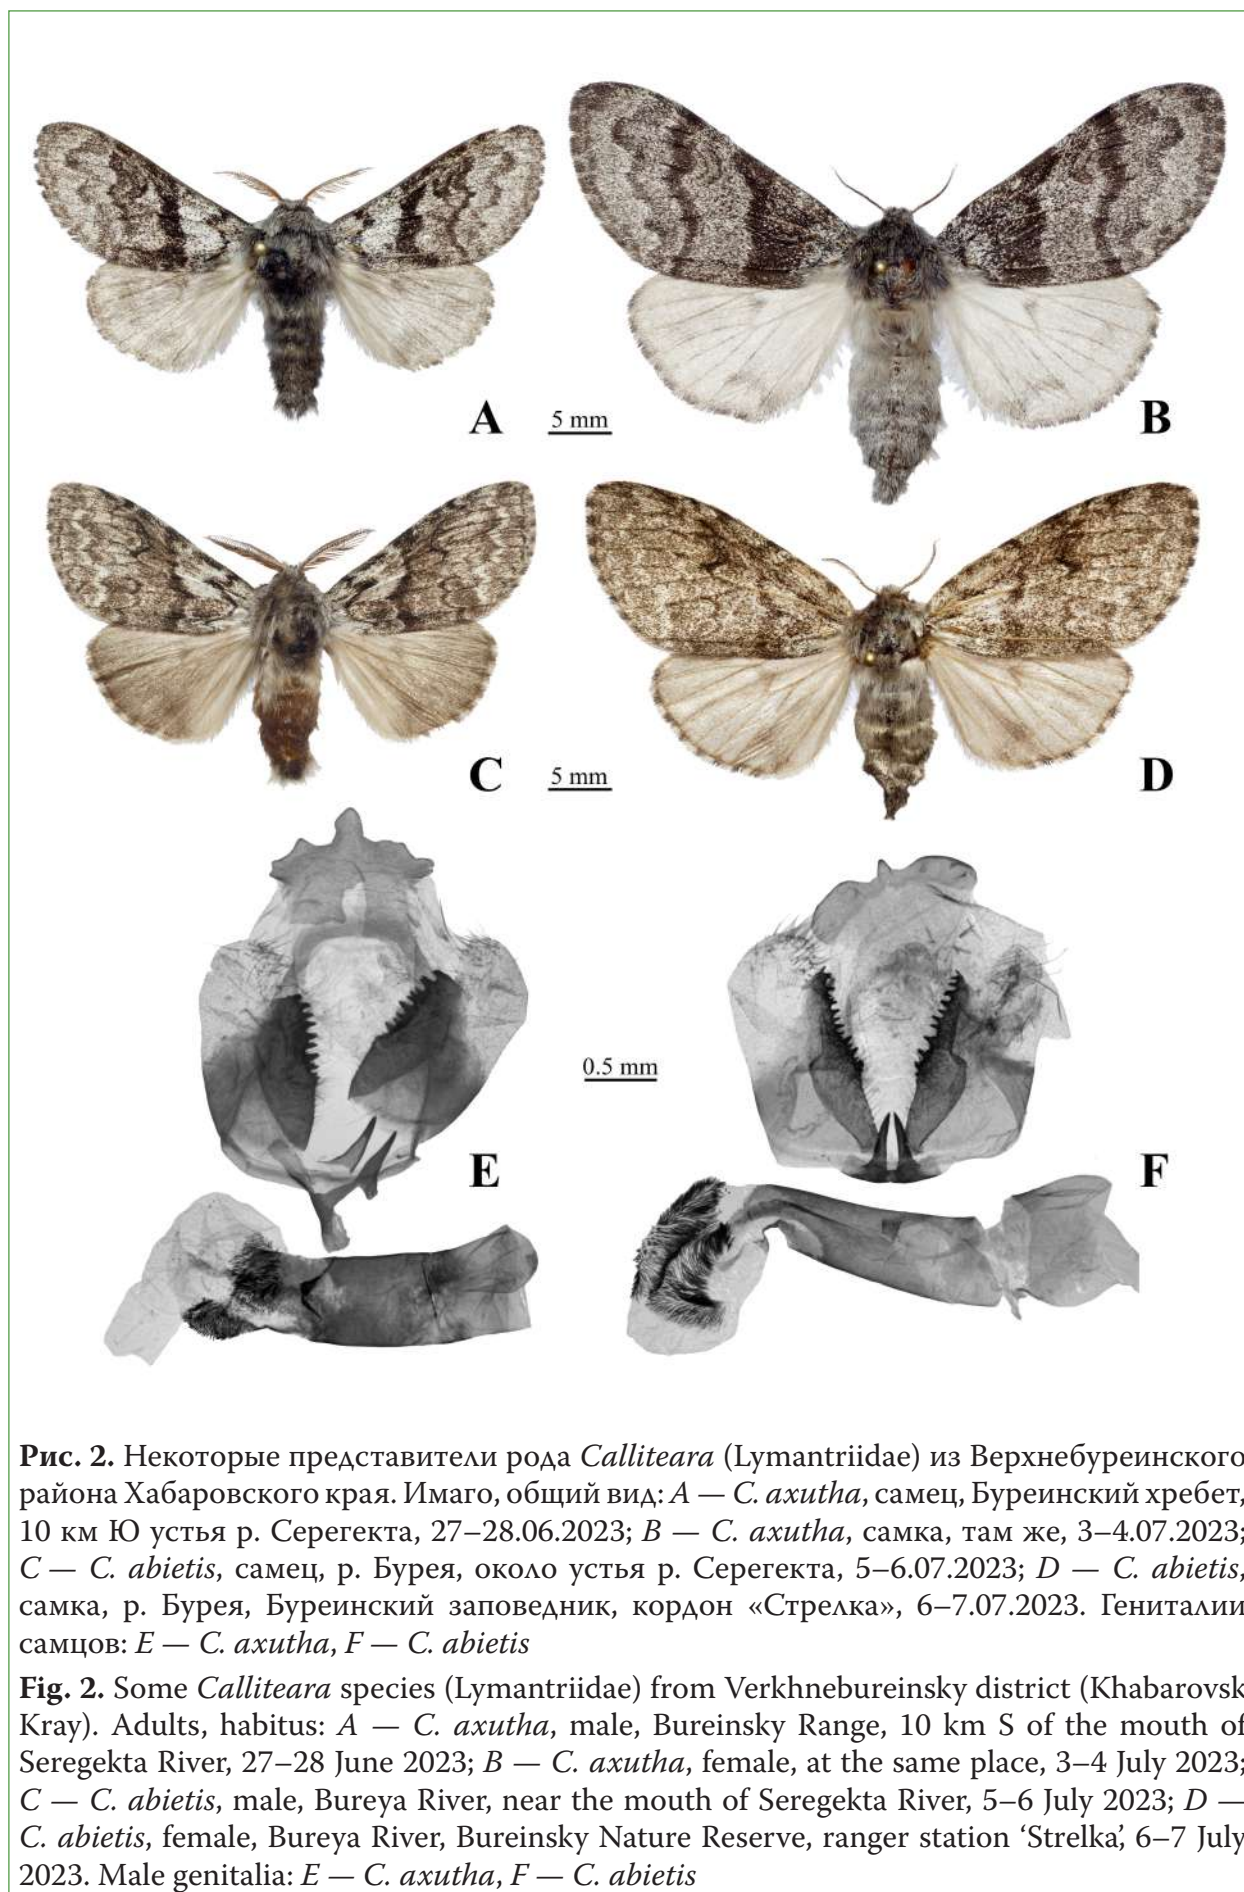 A
5 mm
B
C
5 mm
D
0.5 mm
E
F
Рис. 2. Некоторые представители рода Calliteara (Lymantriidae) из Верхнебуреинского
района Хабаровского края. Имаго, общий вид: A — C. axutha, самец, Буреинский хребет,
10 км Ю устья р. Серегекта, 27–28.06.2023; B — C. axutha, самка, там же, 3–4.07.2023;
C — C. abietis, самец, р. Бурея, около устья р. Серегекта, 5–6.07.2023; D — C. abietis,
самка, р. Бурея, Буреинский заповедник, кордон «Стрелка», 6–7.07.2023. Гениталии
самцов: E — C. axutha, F — C. abietis
Fig. 2. Some Calliteara species (Lymantriidae) from Verkhnebureinsky district (Khabarovsk
Kray). Adults, habitus: A — C. axutha, male, Bureinsky Range, 10 km S of the mouth of
Seregekta River, 27–28 June 2023; B — C. axutha, female, at the same place, 3–4 July 2023;
C — C. abietis, male, Bureya River, near the mouth of Seregekta River, 5–6 July 2023; D —
C. abietis, female, Bureya River, Bureinsky Nature Reserve, ranger station ‘Strelka’, 6–7 July
2023. Male genitalia: E — C. axutha, F — C. abietis